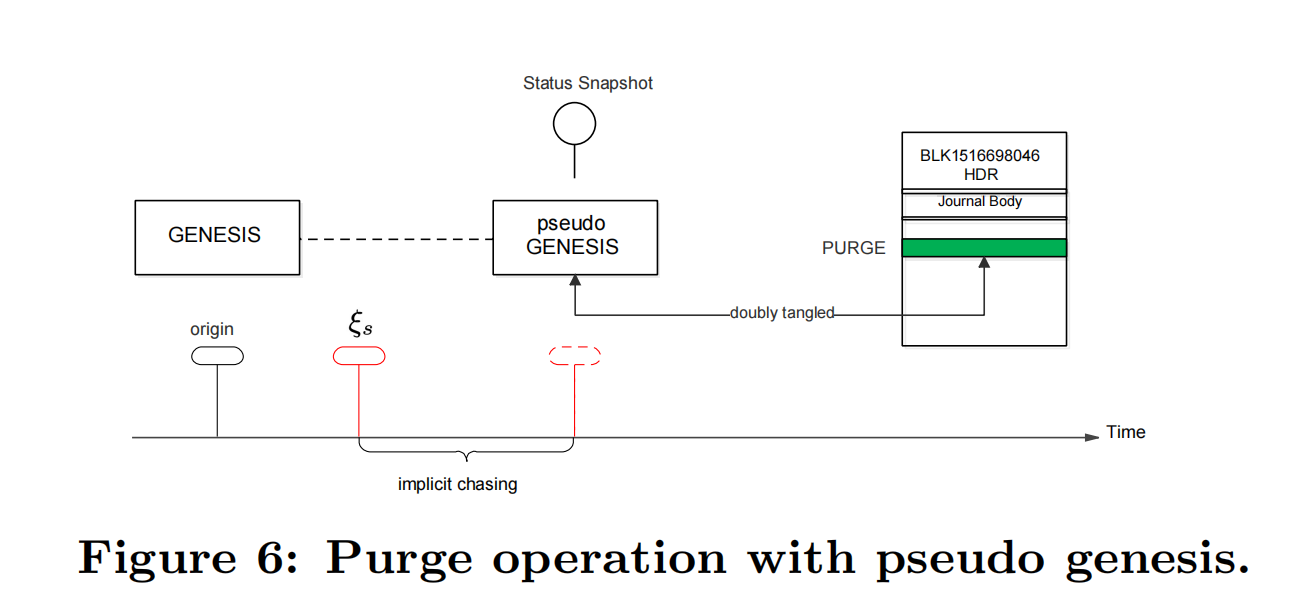 Status Snapshot
BLK1516698046
HDR
Journal Body
GENESIS
pseudo
GENESIS
PURGE
doubly tangled
origin
ξs
Time
implicit chasing
Figure 6: Purge operation with pseudo genesis.